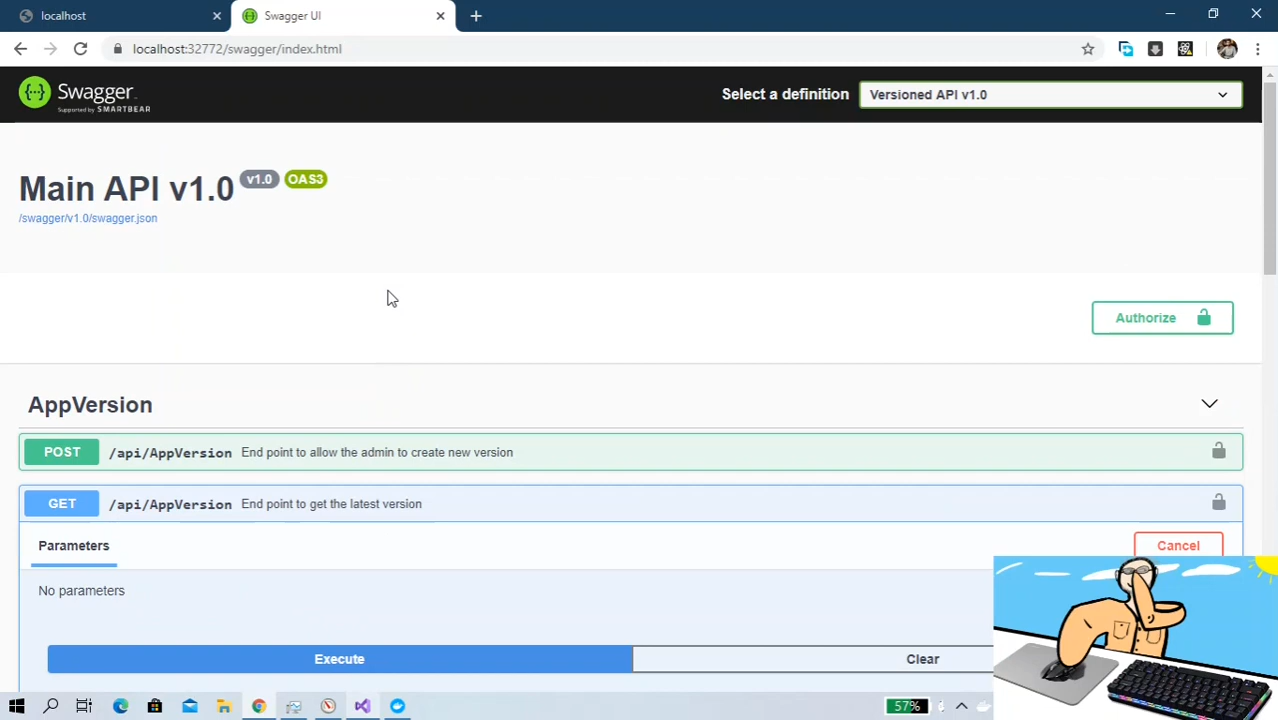 localhost
Swagger UI
localhost:32772/swagger/index.html
Swagger
Supported by SMARTBEAR
Select a definition
Versioned API v1.0
Main API v1.0 v1.0 OAS3
/swagger/v1.0/swagger.json
Authorize
AppVersion
POST /api/AppVersion End point to allow the admin to create new version
GET /api/AppVersion End point to get the latest version
Parameters
Cancel
No parameters
Execute
Clear
57%